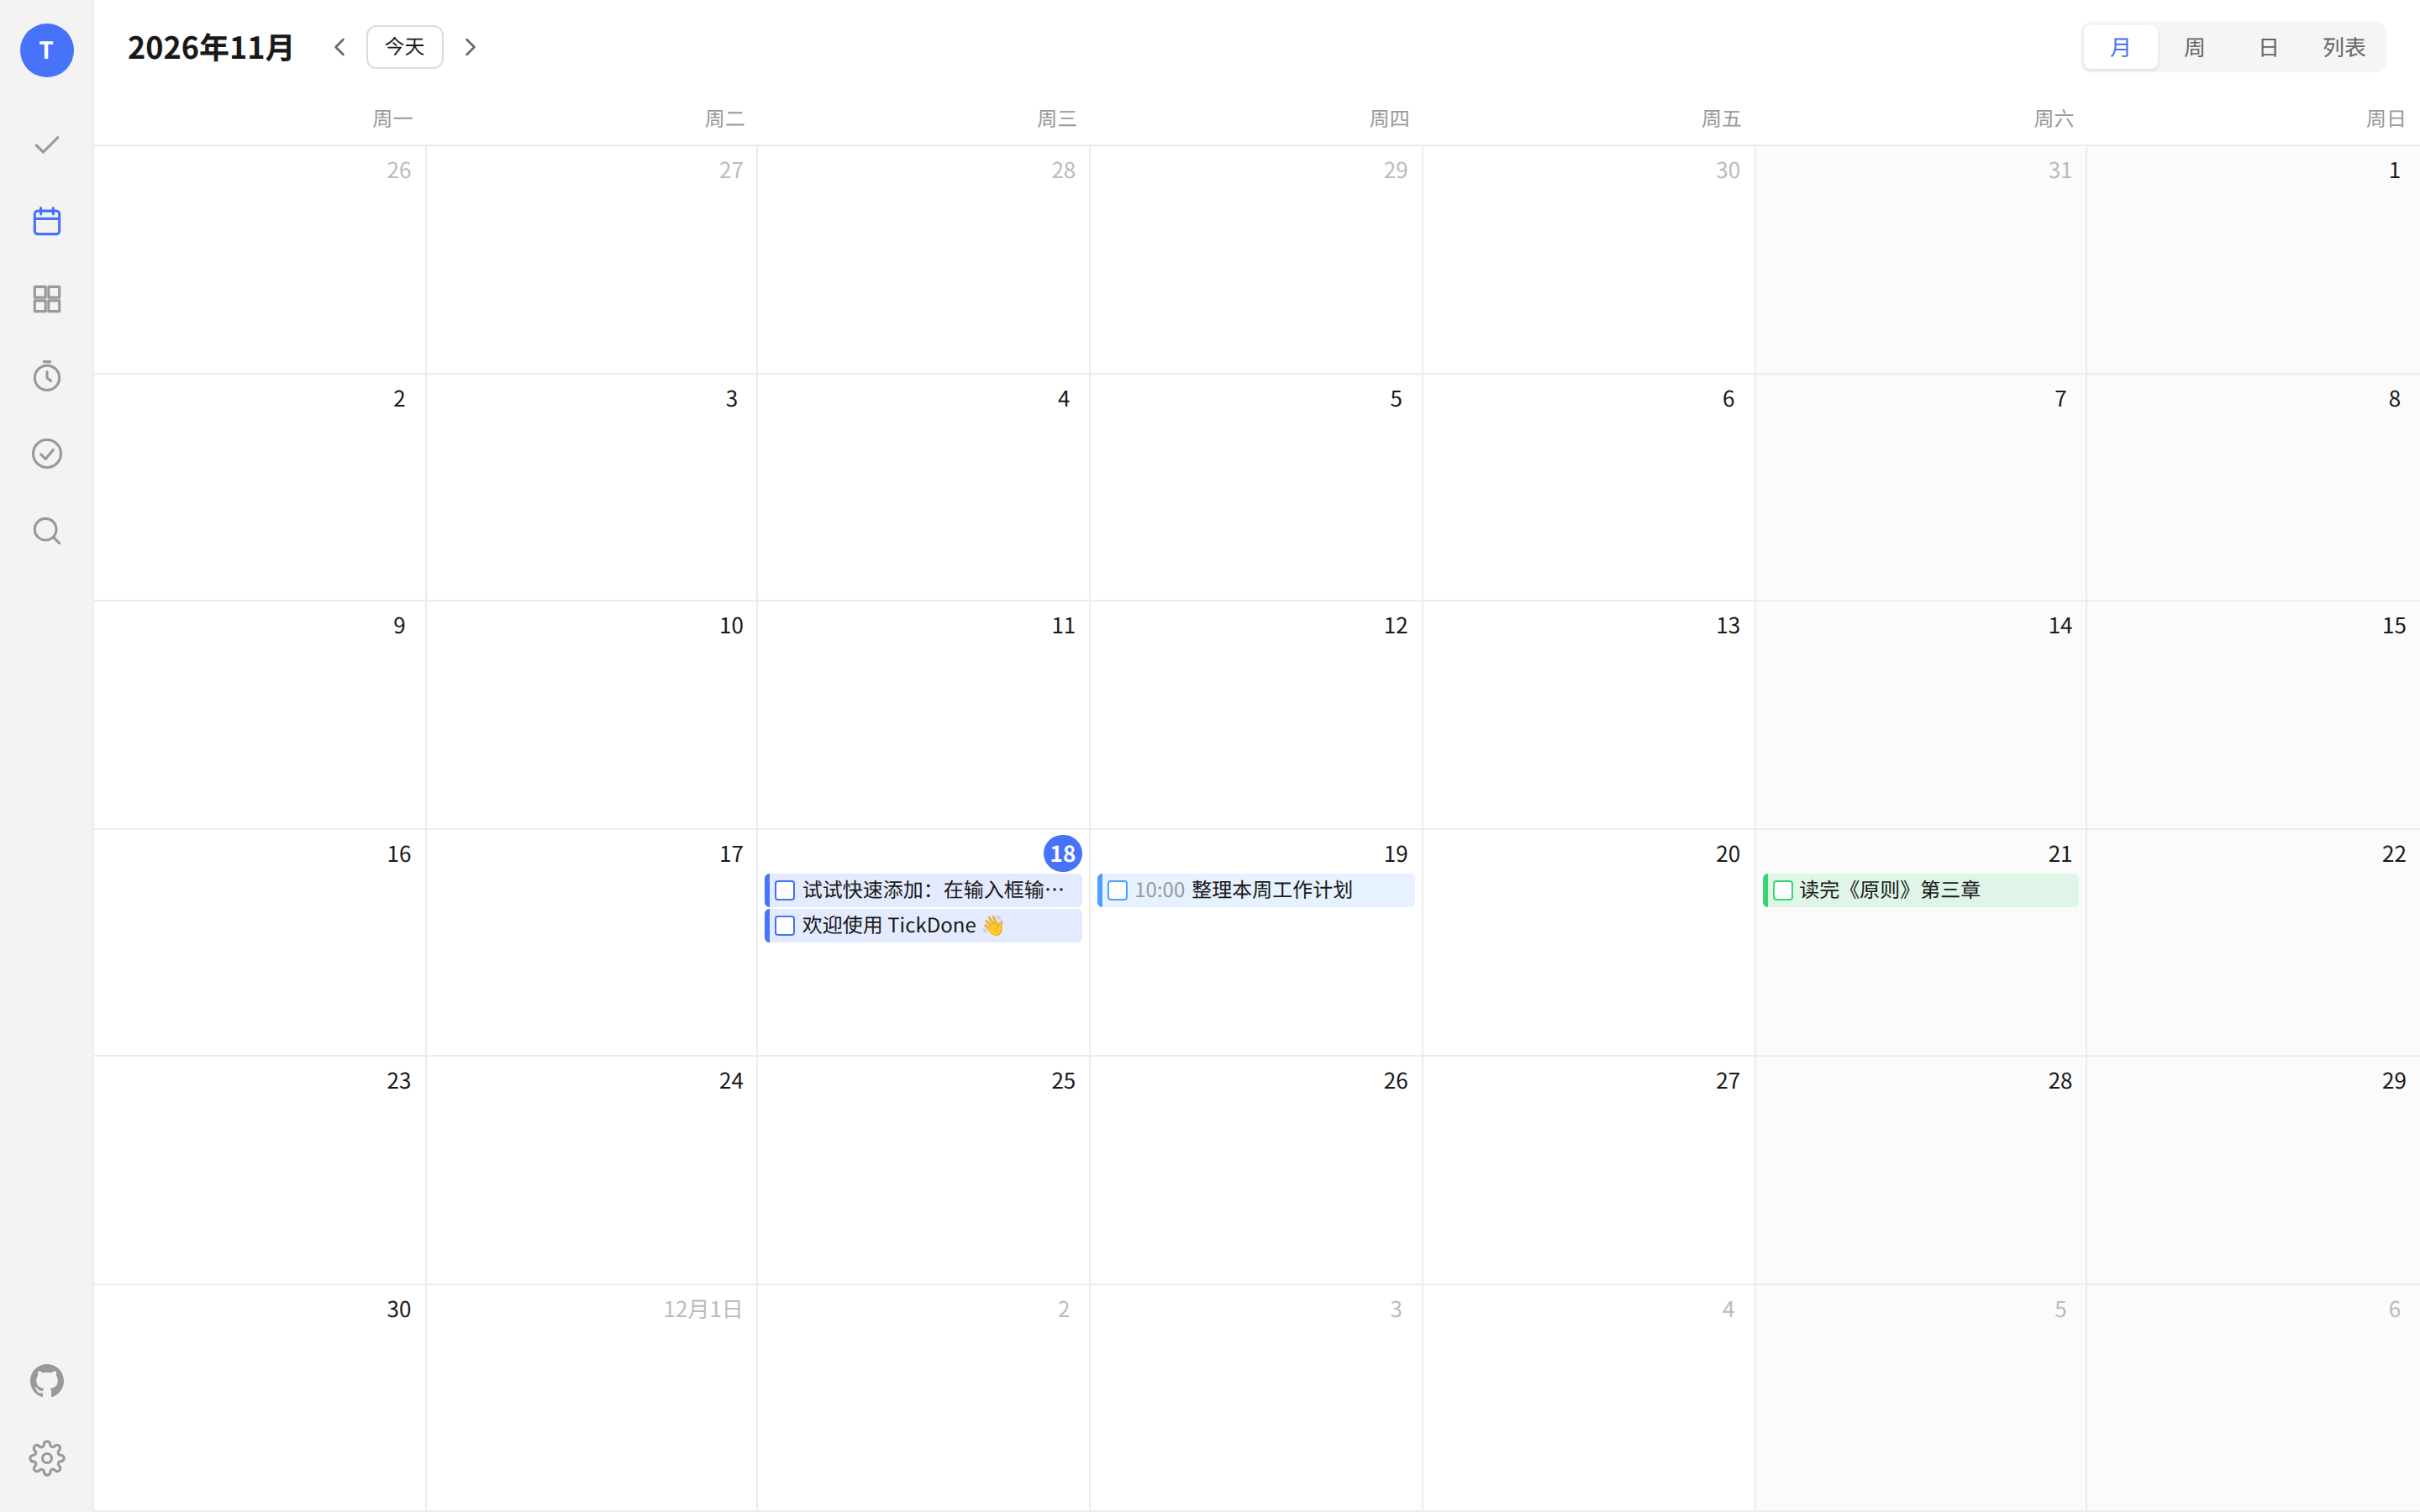 T
2026年11月
今天
月 周 日 列表
周一 周二 周三 周四 周五 周六 周日
26 27 28 29 30 31 1
2 3 4 5 6 7 8
9 10 11 12 13 14 15
16 17 18 19 20 21 22
试试快速添加：在输入框输…
欢迎使用 TickDone 👋
10:00 整理本周工作计划
读完《原则》第三章
23 24 25 26 27 28 29
30 12月1日 2 3 4 5 6